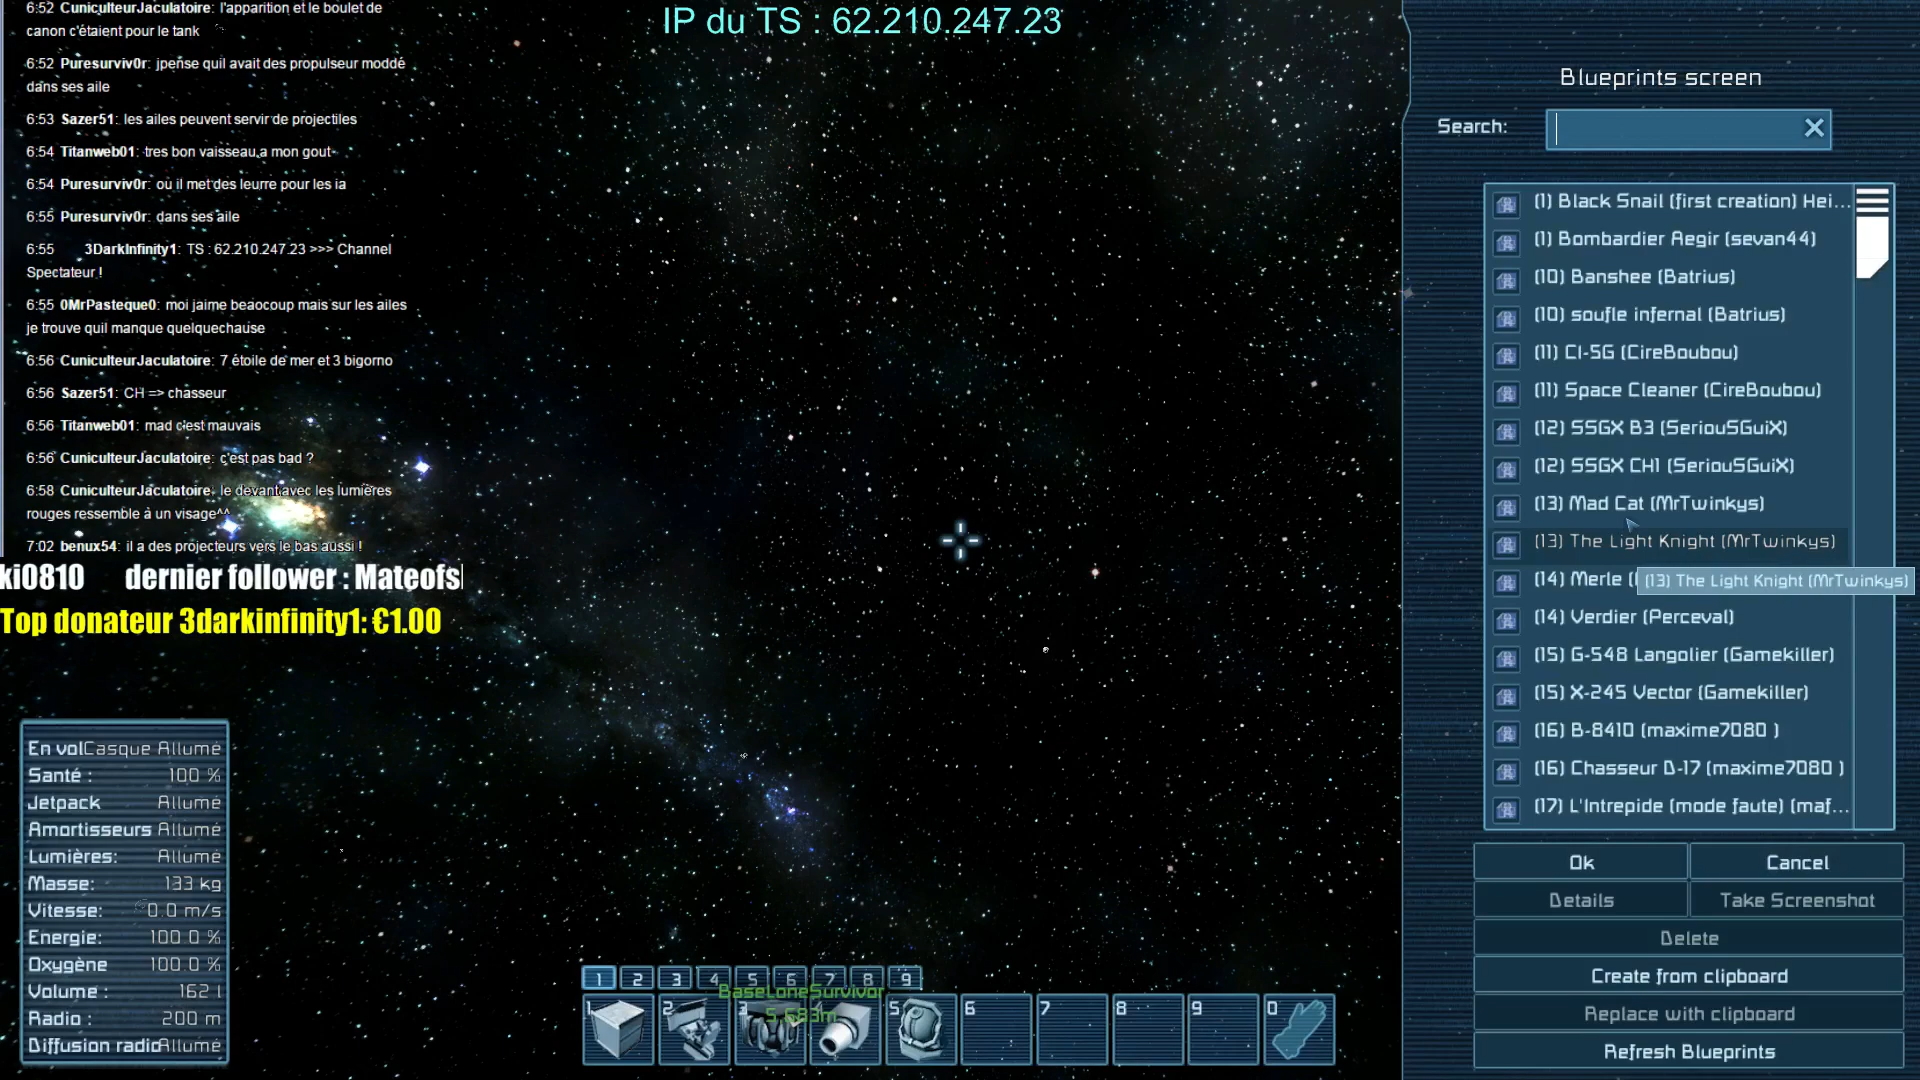 6:52 CuniculteurJaculatoire: l'apparition et le boulet de
canon c'étaient pour le tank
6:52 Puresurviv0r: jpense quil avait des propulseur moddé
dans ses aile
6:53 Sazer51: les ailes peuvent servir de projectiles
6:54 Titanweb01: tres bon vaisseau a mon gout
6:54 Puresurviv0r: ou il met des leurre pour les ia
6:55 Puresurviv0r: dans ses aile
6:55 3DarkInfinity1: TS : 62.210.247.23 >>> Channel
Spectateur !
6:55 0MrPasteque0: moi jaime beaocoup mais sur les ailes
je trouve quil manque quelquechause
6:56 CuniculteurJaculatoire: 7 étoile de mer et 3 bigorno
6:56 Sazer51: CH => chasseur
6:56 Titanweb01: mad c'est mauvais
6:56 CuniculteurJaculatoire: c'est pas bad ?
6:58 CuniculteurJaculatoire: le devant avec les lumières
rouges ressemble à un visage^^
7:02 benux54: il a des projecteurs vers le bas aussi !
ki0810 dernier follower : Mateofs
Top donateur 3darkinfinity1: €1.00
IP du TS : 62.210.247.23
En vol Casque Allumé
Santé : 100 %
Jetpack Allumé
Amortisseurs Allumé
Lumières: Allumé
Masse: 133 kg
Vitesse: 0.0 m/s
Energie: 100.0 %
Oxygène 100.0 %
Volume : 162 l
Radio : 200 m
Diffusion radio Allumé
1 2 3 4 5 6 7 8 9
BaseLoneSurvivor
5.683m
1 2 3 4 5 6 7 8 9 0
Blueprints screen
Search:
(1) Black Snail (first creation) Hei...
(1) Bombardier Aegir (sevan44)
(10) Banshee (Batrius)
(10) soufle infernal (Batrius)
(11) CI-5G (CireBoubou)
(11) Space Cleaner (CireBoubou)
(12) SSGX B3 (SeriouSGuiX)
(12) SSGX CH1 (SeriouSGuiX)
(13) Mad Cat (MrTwinkys)
(13) The Light Knight (MrTwinkys)
(14) Merle (
(13) The Light Knight (MrTwinkys)
(14) Verdier (Perceval)
(15) G-548 Langolier (Gamekiller)
(15) X-245 Vector (Gamekiller)
(16) B-8410 (maxime7080 )
(16) Chasseur D-17 (maxime7080 )
(17) L'Intrepide (mode faute) (maf...
Ok Cancel
Details Take Screenshot
Delete
Create from clipboard
Replace with clipboard
Refresh Blueprints